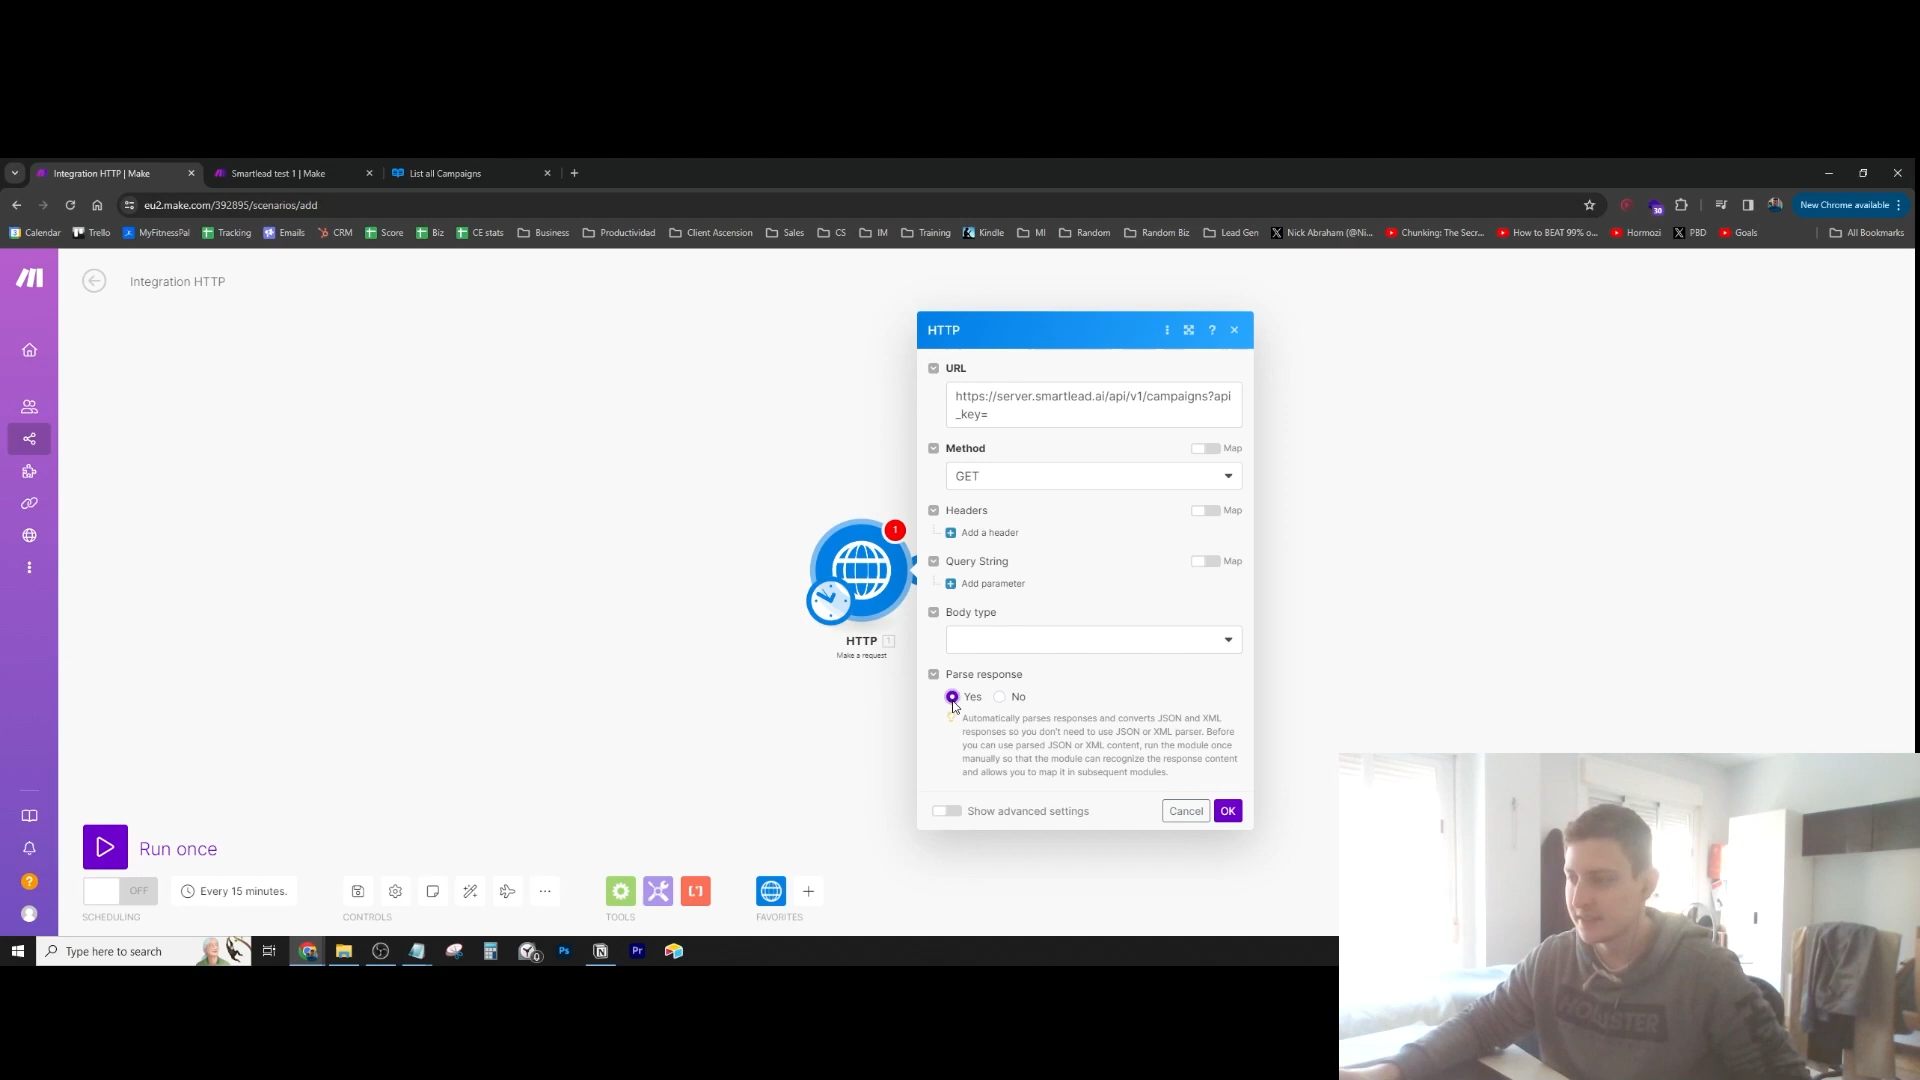 Integration HTTP | Make
Smartlead test 1 | Make
List all Campaigns
eu2.make.com/392895/scenarios/add
30
New Chrome available
Calendar
Trello
MyFitnessPal
Tracking
Emails
CRM
Score
Biz
CE stats
Business
Productividad
Client Ascension
Sales
CS
IM
Training
Kindle
MI
Random
Random Biz
Lead Gen
Nick Abraham (@Ni...
Chunking: The Secr...
How to BEAT 99% o...
Hormozi
PBD
Goals
All Bookmarks
Integration HTTP
HTTP
?
URL
https://server.smartlead.ai/api/v1/campaigns?api
_key=
Method
Map
GET
Headers
Map
Add a header
Query String
Map
Add parameter
Body type
Parse response
Yes
No
Automatically parses responses and converts JSON and XML
responses so you don't need to use JSON or XML parser. Before
you can use parsed JSON or XML content, run the module once
manually so that the module can recognize the response content
and allows you to map it in subsequent modules.
Show advanced settings
Cancel
OK
1
HTTP 1
Make a request
Run once
OFF
Every 15 minutes.
SCHEDULING
CONTROLS
TOOLS
FAVORITES
?
Type here to search
0
Ps
Pr
HOLLISTER